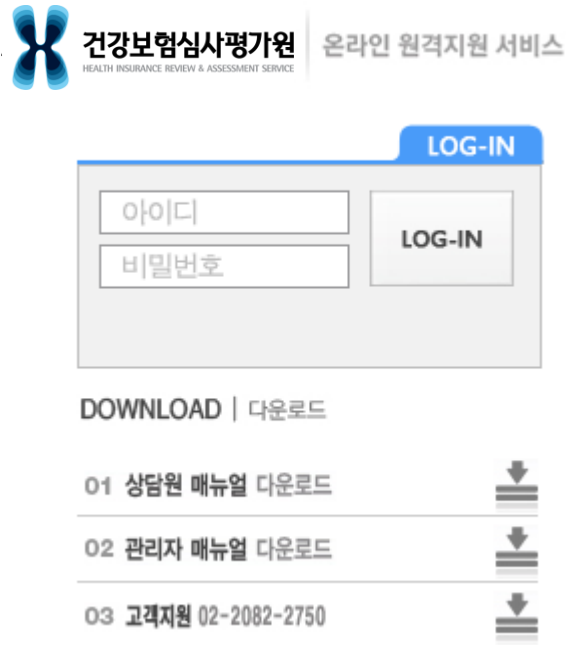 건강보험심사평가원
HEALTH INSURANCE REVIEW & ASSESSMENT SERVICE
온라인 원격지원 서비스
LOG-IN
아이디
비밀번호
LOG-IN
DOWNLOAD | 다운로드
01 상담원 매뉴얼 다운로드
02 관리자 매뉴얼 다운로드
03 고객지원 02-2082-2750